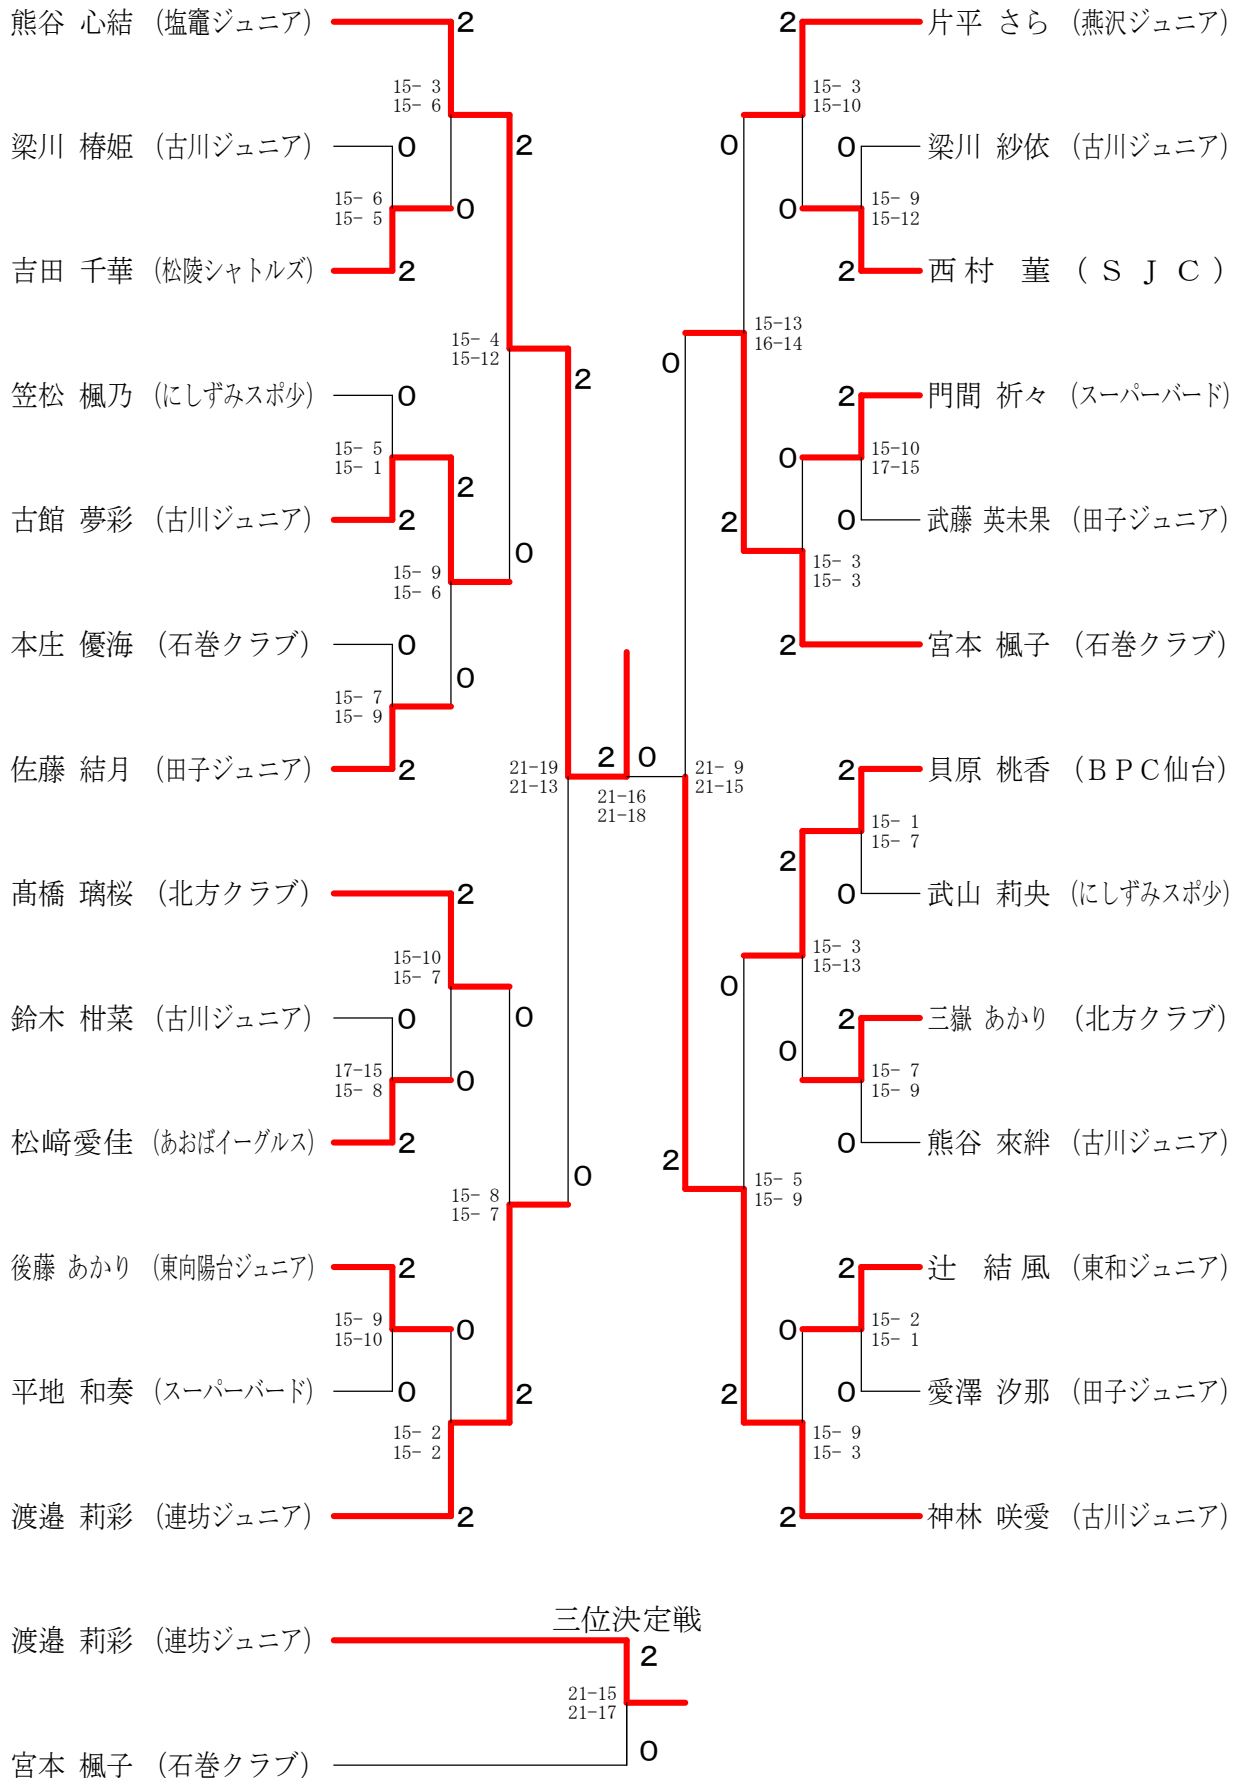 熊谷 心結 (塩竈ジュニア) 2 2 片平 さら (燕沢ジュニア)
15- 3 15- 3
15- 6 15-10
梁川 椿姫 (古川ジュニア) 0 2 0 0 梁川 紗依 (古川ジュニア)
15- 6 15- 9
15- 5 0 0 15-12
吉田 千華 (松陵シャトルズ) 2 2 西村 菫 (SJC)
15- 4 15-13
15-12 16-14
2 0
笠松 楓乃 (にしずみスポ少) 0 2 門間 祈々 (スーパーバード)
15- 5 15-10
15- 1 0 17-15
2
古館 夢彩 (古川ジュニア) 2 2 0 武藤 英未果 (田子ジュニア)
0
15- 9 15- 3
15- 6 15- 3
本庄 優海 (石巻クラブ) 0 2 宮本 楓子 (石巻クラブ)
0
15- 7
15- 9
佐藤 結月 (田子ジュニア) 2 21-19 2 0 21- 9 2 貝原 桃香 (BPC仙台)
21-13 21-15
21-16
21-18
15- 1
15- 7
2
髙橋 璃桜 (北方クラブ) 2 0 武山 莉央 (にしずみスポ少)
15-10 15- 3
15- 7 15-13
0
鈴木 柑菜 (古川ジュニア) 0 0 2 三嶽 あかり (北方クラブ)
0
17-15 15- 7
15- 8 0 15- 9
松﨑愛佳 (あおばイーグルス) 2 0 熊谷 來絆 (古川ジュニア)
0 2
15- 8 15- 5
15- 7 15- 9
後藤 あかり (東向陽台ジュニア) 2 2 辻 結風 (東和ジュニア)
15- 9 15- 2
15-10 0 0 15- 1
平地 和奏 (スーパーバード) 0 2 2 0 愛澤 汐那 (田子ジュニア)
15- 2 15- 9
15- 2 15- 3
渡邉 莉彩 (連坊ジュニア) 2 2 神林 咲愛 (古川ジュニア)
三位決定戦
渡邉 莉彩 (連坊ジュニア) 2
21-15
21-17
宮本 楓子 (石巻クラブ) 0